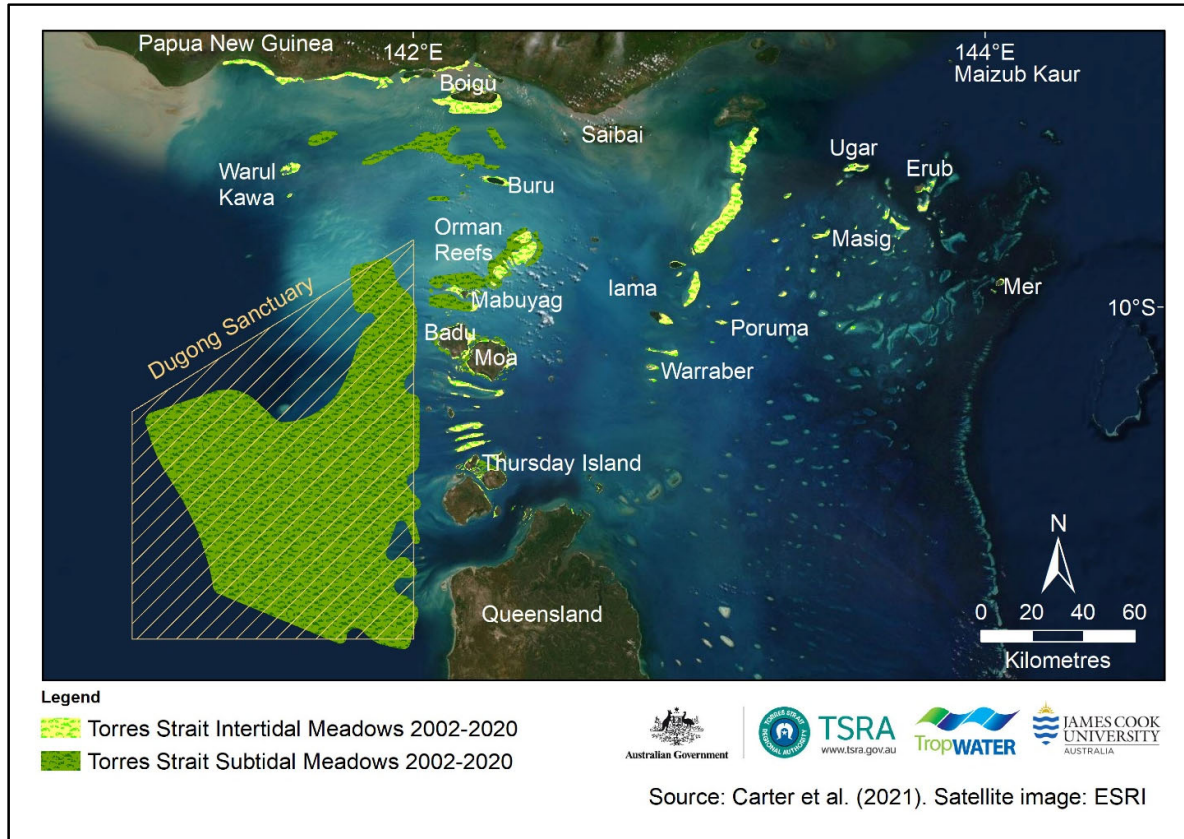 Papua New Guinea
142°E
144°E
Maizub Kaur
Boigu
Saibai
Warul
Kawa
Buru
Ugar
Erub
Orman
Reefs
Masig
Mabuyag
Iama
Mer
Dugong Sanctuary
Badu
Moa
Poruma
10°S
Warraber
Thursday Island
Queensland
N
0 20 40 60
Kilometres
Legend
Torres Strait Intertidal Meadows 2002-2020
Torres Strait Subtidal Meadows 2002-2020
Australian Government
TORRES STRAIT
REGIONAL AUTHORITY
TSRA
www.tsra.gov.au
TropWATER
JAMES COOK
UNIVERSITY
AUSTRALIA
Source: Carter et al. (2021). Satellite image: ESRI